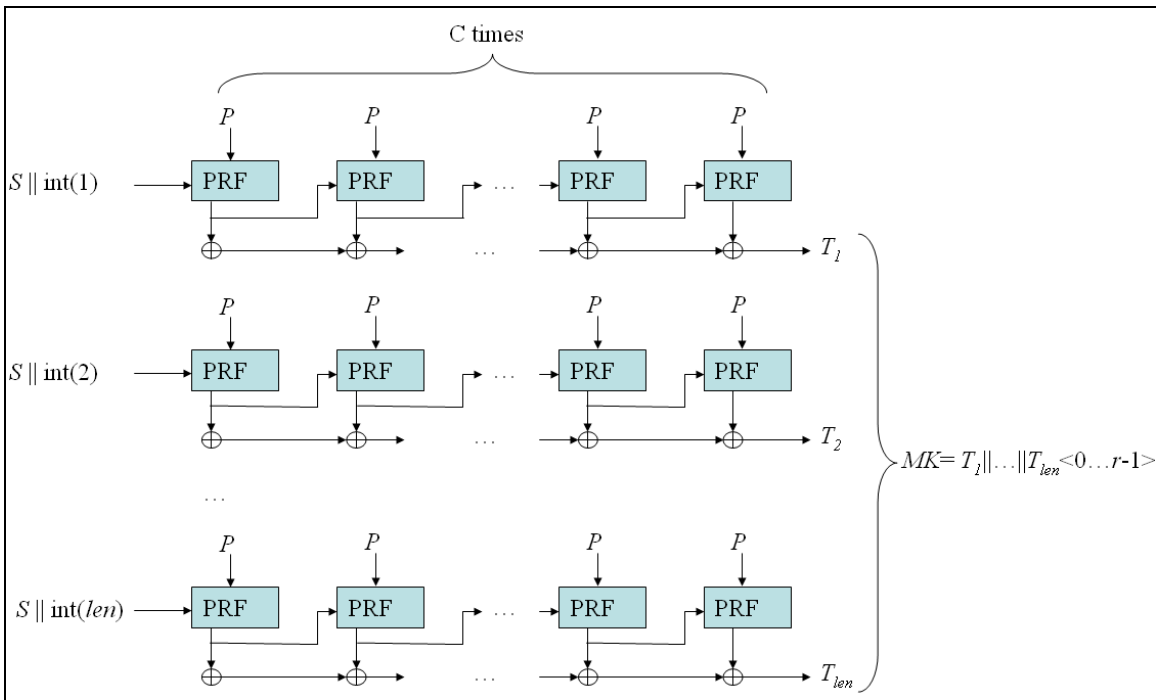 C times
P P P P
S || int(1) PRF PRF ... PRF PRF
... T1
P P P P
S || int(2) PRF PRF ... PRF PRF
... T2
...
MK= T1||...||Tlen<0...r-1>
P P P P
S || int(len) PRF PRF ... PRF PRF
... Tlen